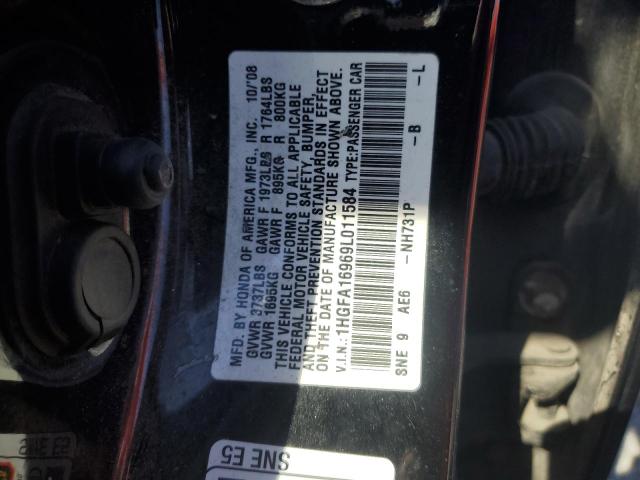 MFD. BY HONDA OF AMERICA MFG., INC. 10/'08
GVWR 3737LBS GAWR F 1973LBS R 1764LBS
GVWR 1695KG GAWR F 895KG R 800KG
THIS VEHICLE CONFORMS TO ALL APPLICABLE
FEDERAL MOTOR VEHICLE SAFETY, BUMPER,
AND THEFT PREVENTION STANDARDS IN EFFECT
ON THE DATE OF MANUFACTURE SHOWN ABOVE.
V.I.N.: 1HGFA16969L011584 TYPE:PASSENGER CAR
SNE 9 AE6 -NH731P -B -L
SNE E5
SNE E5